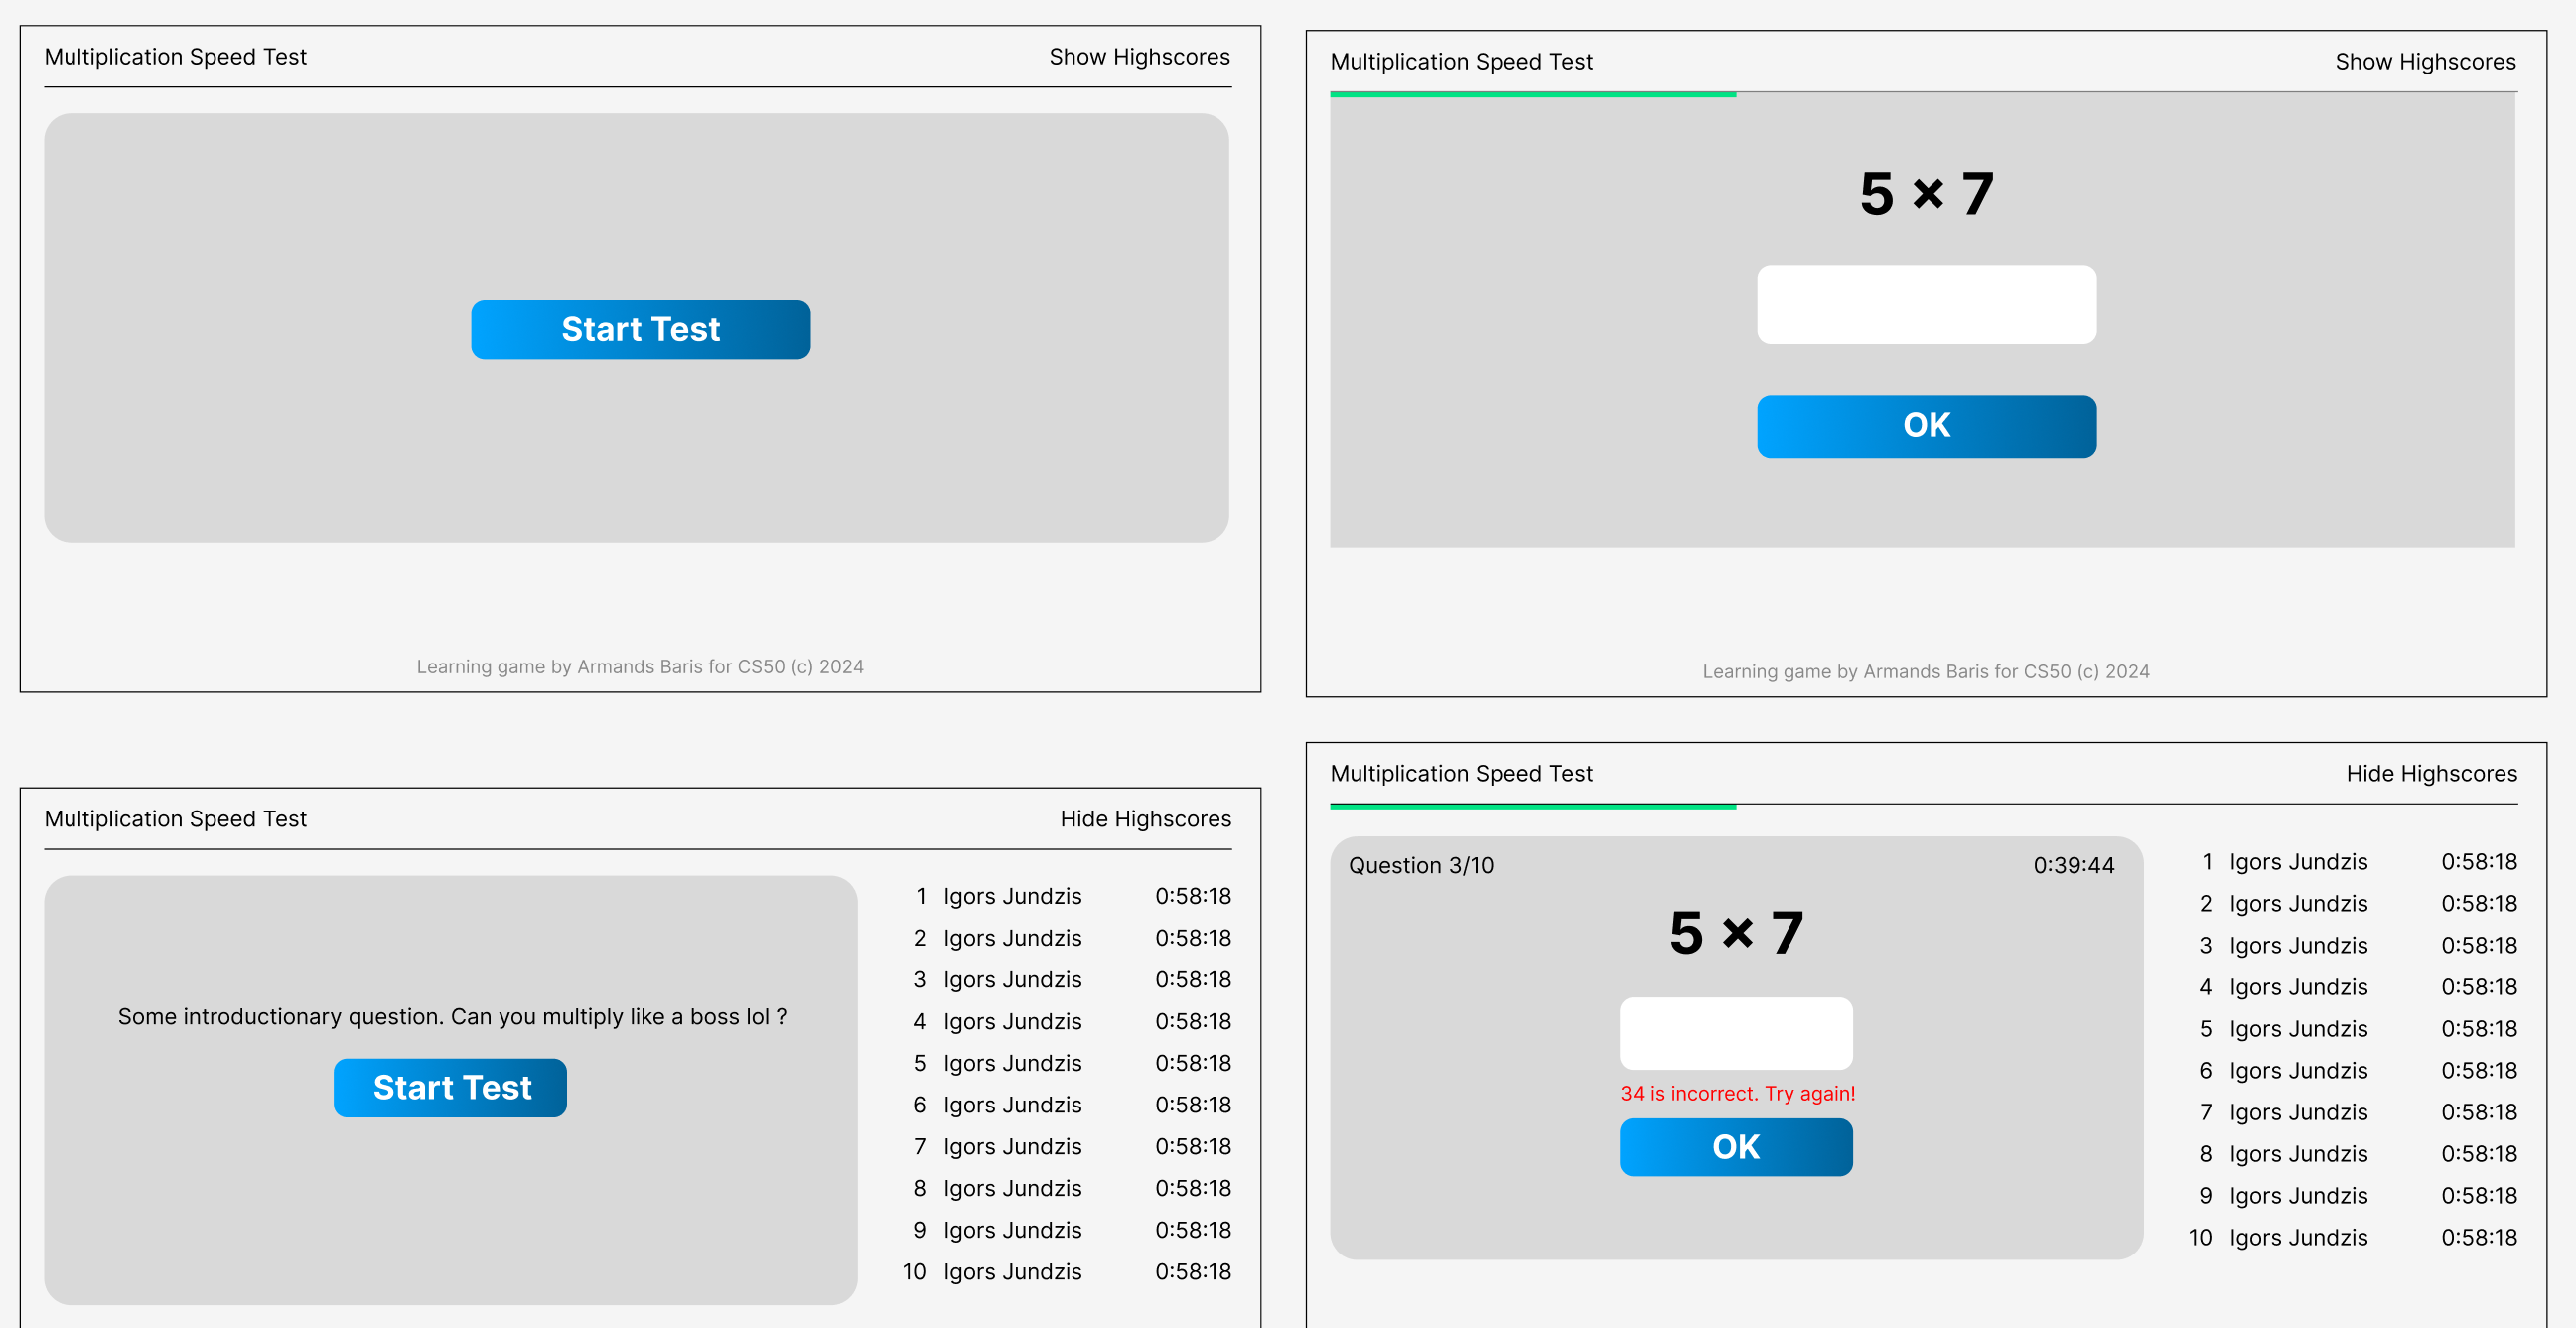 Multiplication Speed Test
Show Highscores
Start Test
Learning game by Armands Baris for CS50 (c) 2024
Multiplication Speed Test
Show Highscores
5 × 7
OK
Learning game by Armands Baris for CS50 (c) 2024
Multiplication Speed Test
Hide Highscores
Some introductionary question. Can you multiply like a boss lol ?
Start Test
1 Igors Jundzis 0:58:18
2 Igors Jundzis 0:58:18
3 Igors Jundzis 0:58:18
4 Igors Jundzis 0:58:18
5 Igors Jundzis 0:58:18
6 Igors Jundzis 0:58:18
7 Igors Jundzis 0:58:18
8 Igors Jundzis 0:58:18
9 Igors Jundzis 0:58:18
10 Igors Jundzis 0:58:18
Multiplication Speed Test
Hide Highscores
Question 3/10
0:39:44
5 × 7
34 is incorrect. Try again!
OK
1 Igors Jundzis 0:58:18
2 Igors Jundzis 0:58:18
3 Igors Jundzis 0:58:18
4 Igors Jundzis 0:58:18
5 Igors Jundzis 0:58:18
6 Igors Jundzis 0:58:18
7 Igors Jundzis 0:58:18
8 Igors Jundzis 0:58:18
9 Igors Jundzis 0:58:18
10 Igors Jundzis 0:58:18